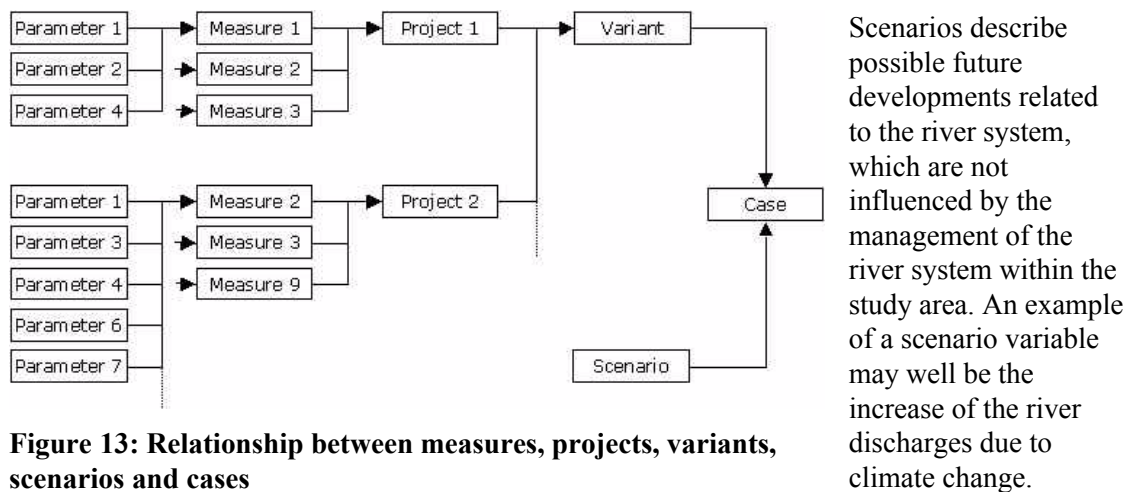 Parameter 1
Measure 1
Project 1
Variant
Parameter 2
Measure 2
Parameter 4
Measure 3
Parameter 1
Measure 2
Project 2
Case
Parameter 3
Measure 3
Parameter 4
Measure 9
Parameter 6
Parameter 7
Scenario
Figure 13: Relationship between measures, projects, variants,
scenarios and cases
Scenarios describe
possible future
developments related
to the river system,
which are not
influenced by the
management of the
river system within the
study area. An example
of a scenario variable
may well be the
increase of the river
discharges due to
climate change.